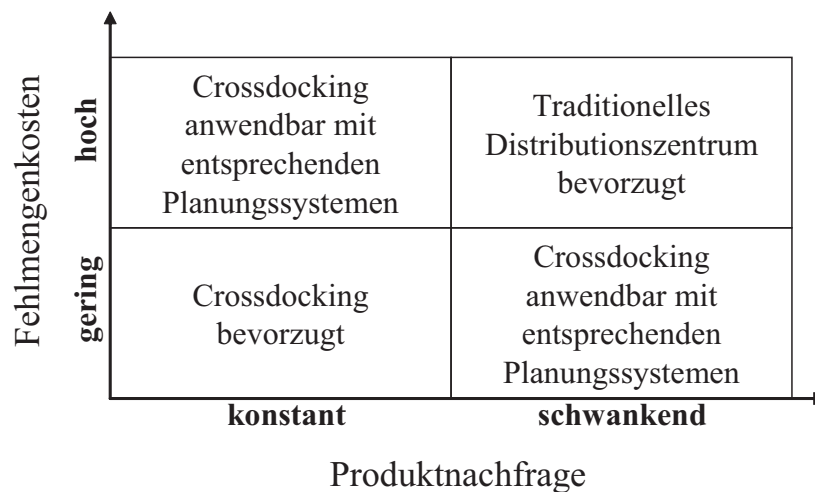 Fehlmengenkosten
hoch
gering
Crossdocking
anwendbar mit
entsprechenden
Planungssystemen
Traditionelles
Distributionszentrum
bevorzugt
Crossdocking
bevorzugt
Crossdocking
anwendbar mit
entsprechenden
Planungssystemen
konstant
schwankend
Produktnachfrage